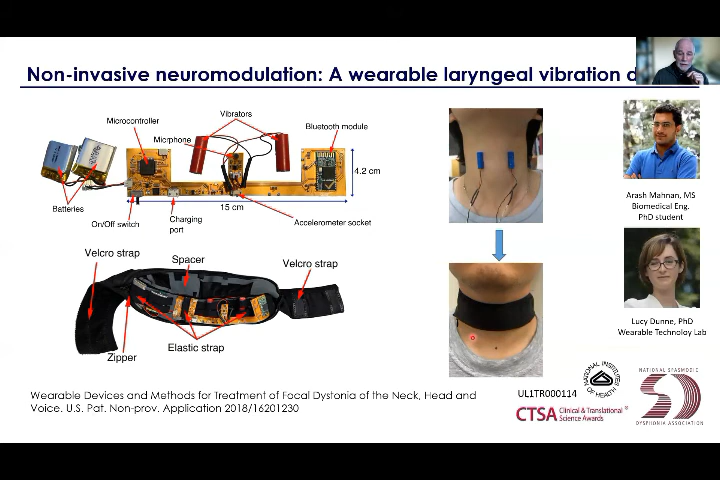 Non-invasive neuromodulation: A wearable laryngeal vibration d
Vibrators
Microcontroller
Bluetooth module
Micrphone
4.2 cm
Batteries
15 cm
On/Off switch
Charging
port
Accelerometer socket
Velcro strap
Spacer
Velcro strap
Elastic strap
Zipper
Arash Mahnan, MS
Biomedical Eng.
PhD student
Lucy Dunne, PhD
Wearable Technoloy Lab
Wearable Devices and Methods for Treatment of Focal Dystonia of the Neck, Head and
Voice. U.S. Pat. Non-prov. Application 2018/16201230
UL1TR000114
NATIONAL INSTITUTES
OF HEALTH
CTSA Clinical & Translational ®
Science Awards
NATIONAL SPASMODIC
DYSPHONIA ASSOCIATION